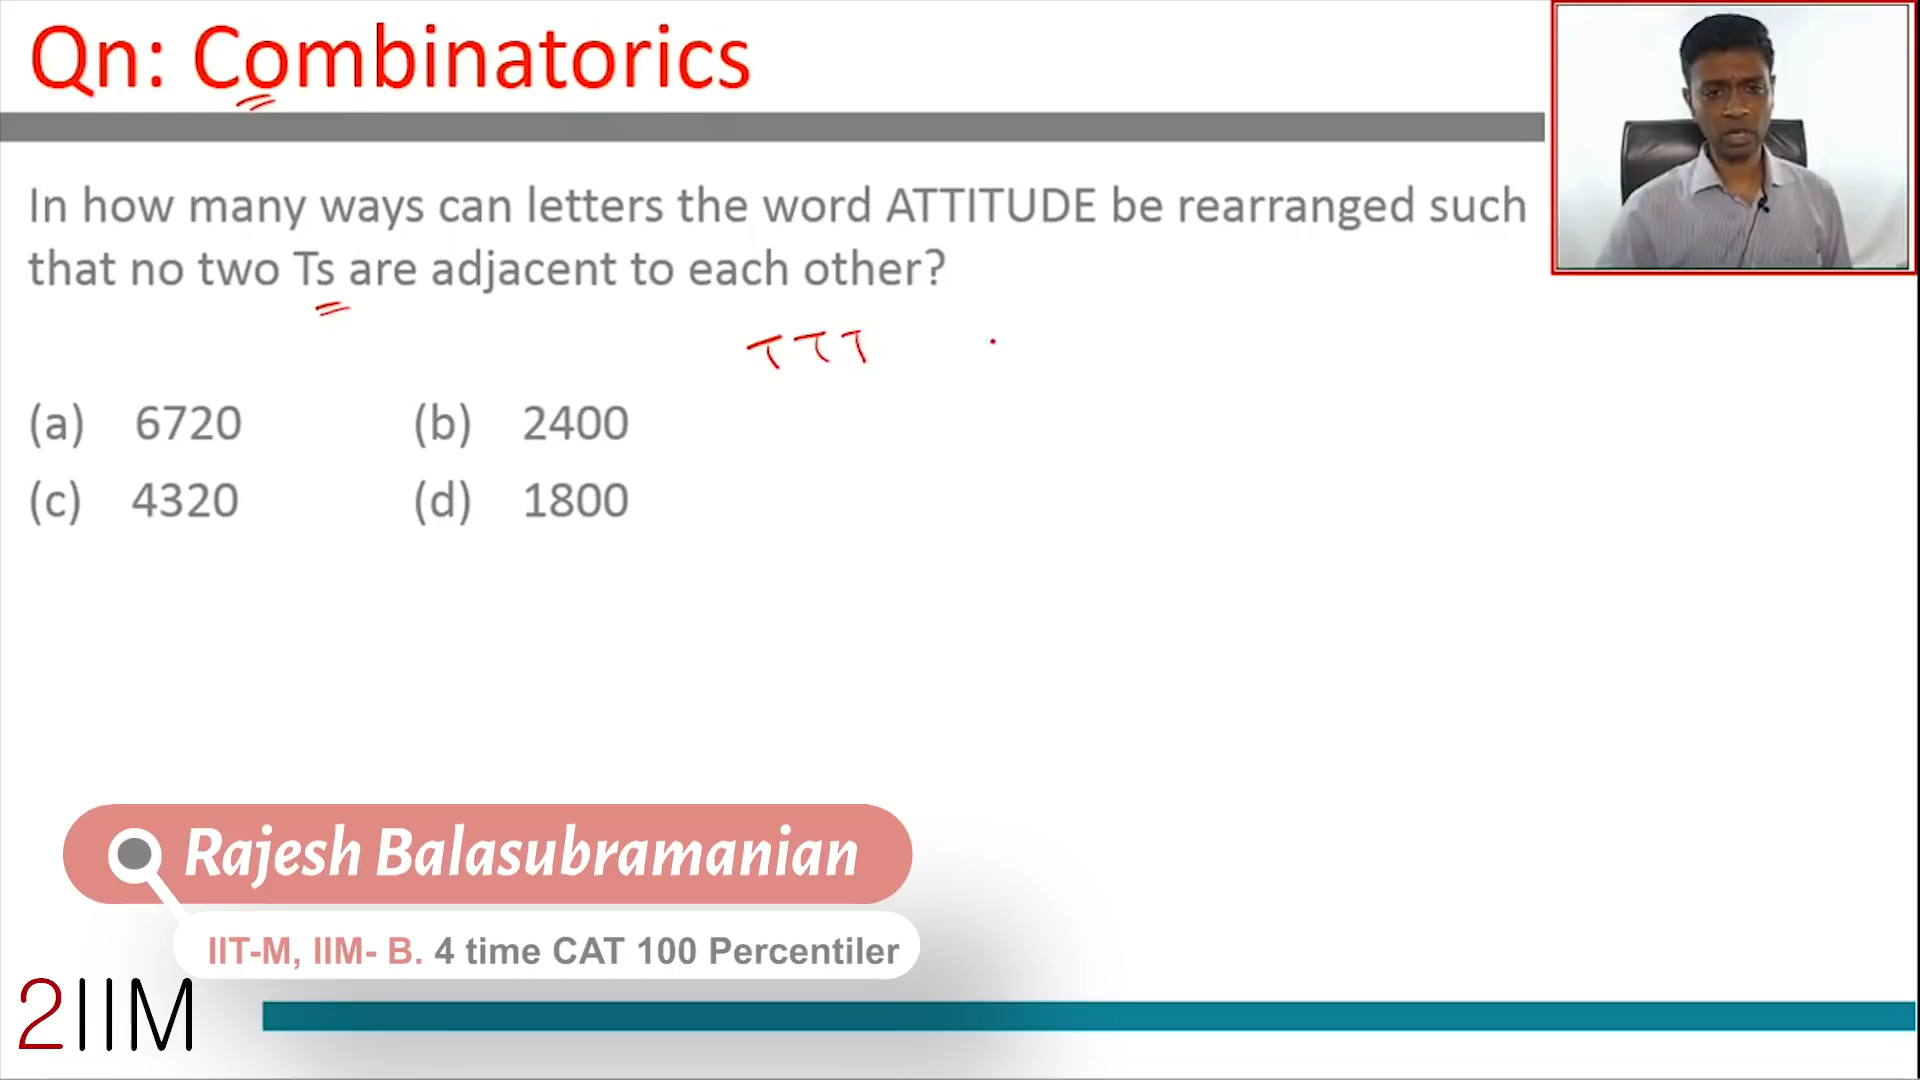 Qn: Combinatorics
In how many ways can letters the word ATTITUDE be rearranged such
that no two Ts are adjacent to each other?
T T T
(a) 6720 (b) 2400
(c) 4320 (d) 1800
Rajesh Balasubramanian
IIT-M, IIM- B. 4 time CAT 100 Percentiler
2IIM